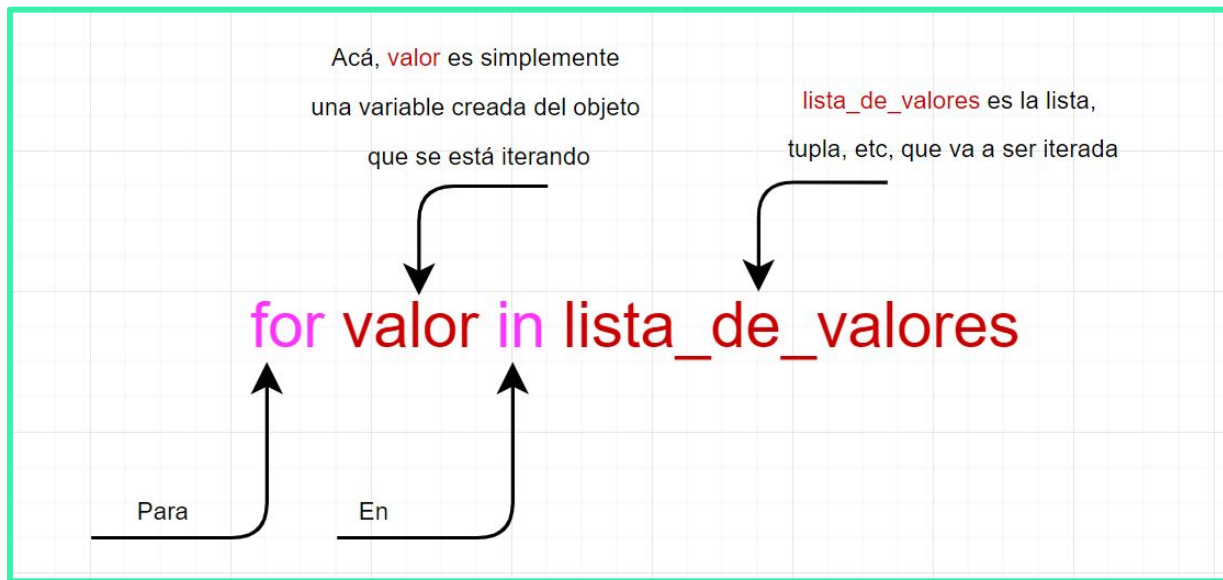 Acá, valor es simplemente
una variable creada del objeto
que se está iterando
lista_de_valores es la lista,
tupla, etc, que va a ser iterada
for valor in lista_de_valores
Para
En